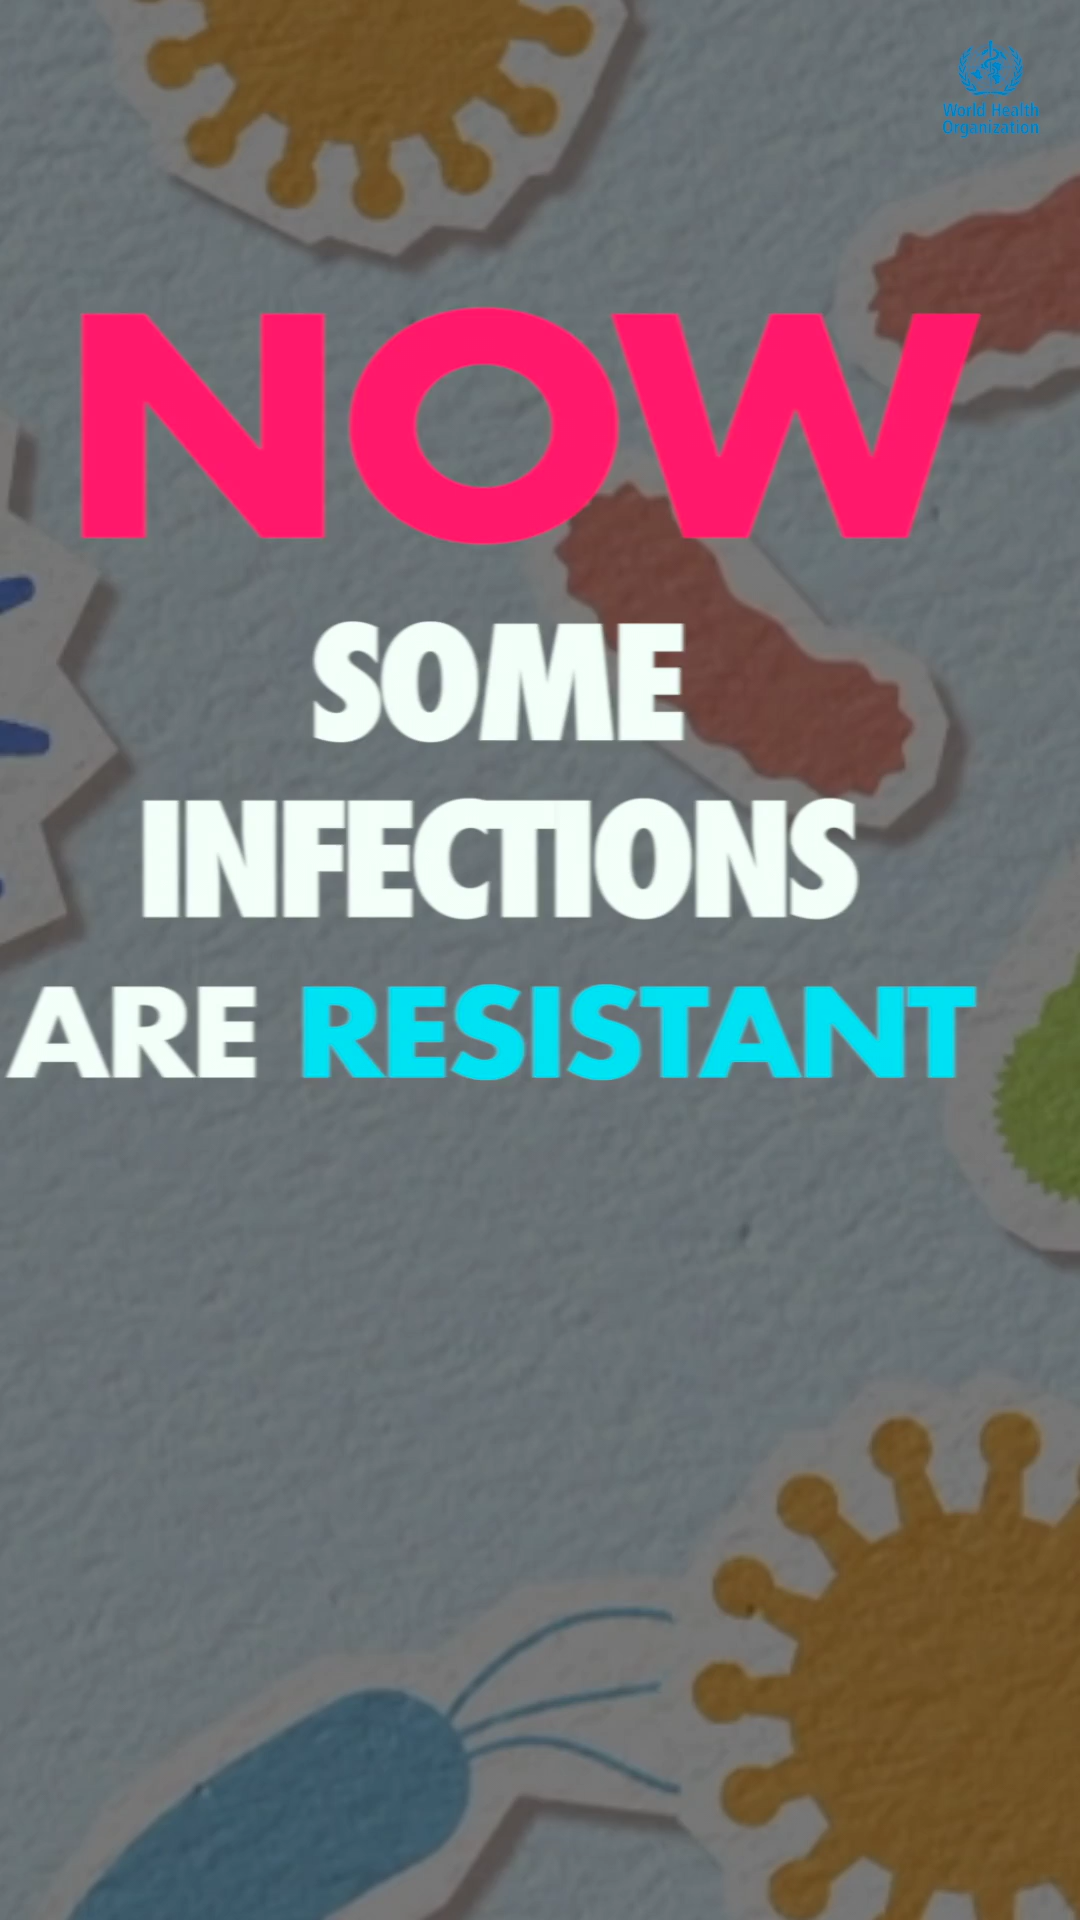 World Health
Organization
NOW
SOME
INFECTIONS
ARE RESISTANT